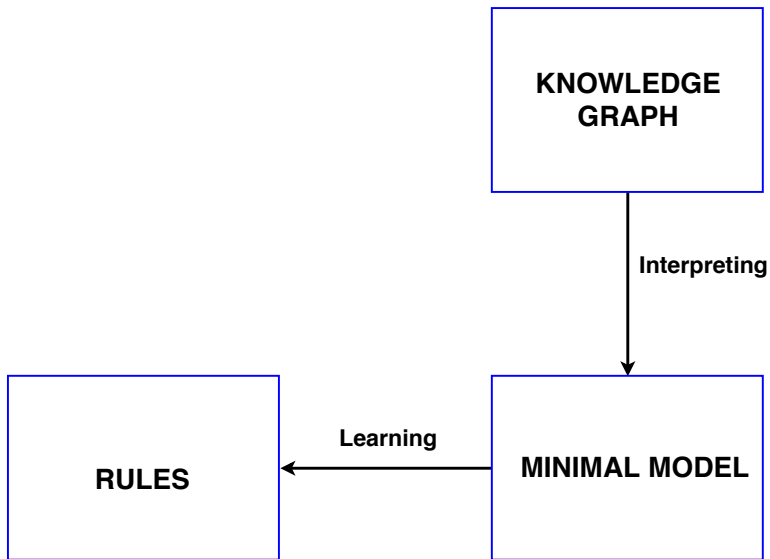 KNOWLEDGE
GRAPH
Interpreting
Learning
RULES
MINIMAL MODEL